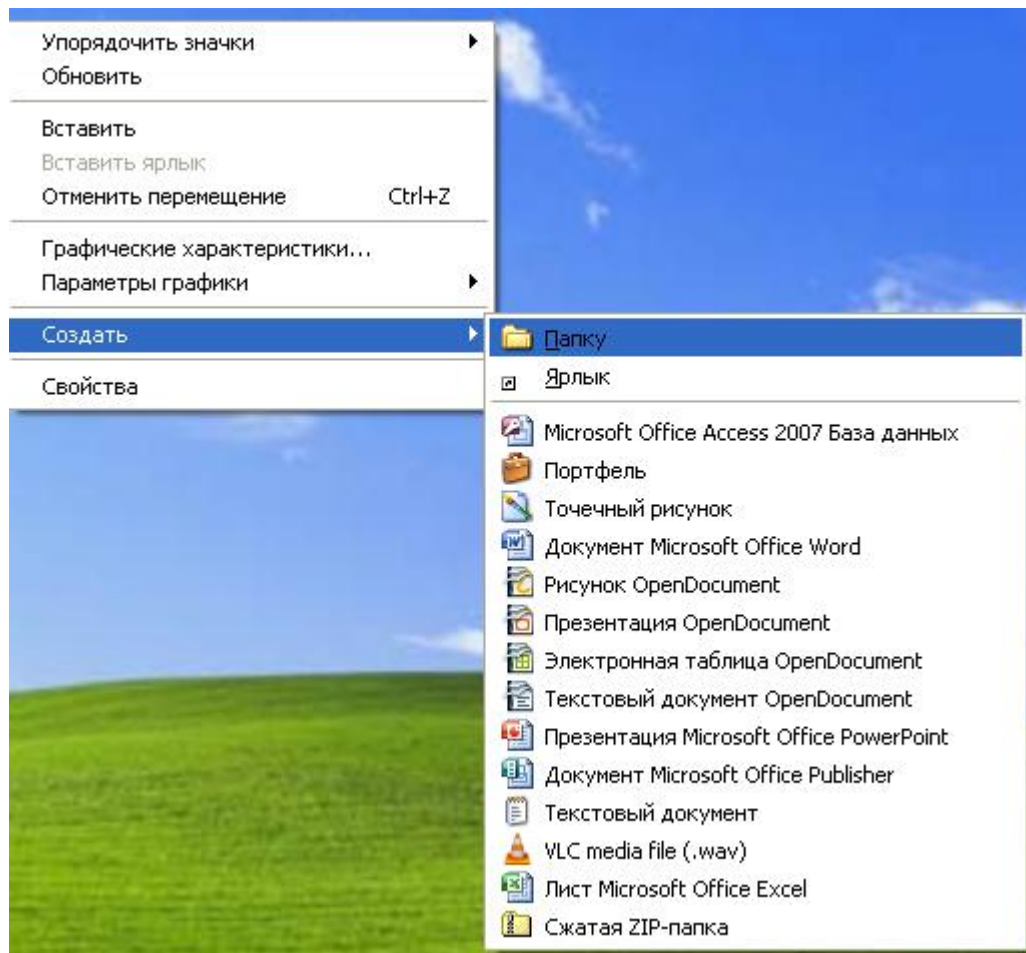 Упорядочить значки
Обновить
Вставить
Вставить ярлык
Отменить перемещение Ctrl+Z
Графические характеристики...
Параметры графики
Создать
Свойства
Папку
Ярлык
Microsoft Office Access 2007 База данных
Портфель
Точечный рисунок
Документ Microsoft Office Word
Рисунок OpenDocument
Презентация OpenDocument
Электронная таблица OpenDocument
Текстовый документ OpenDocument
Презентация Microsoft Office PowerPoint
Документ Microsoft Office Publisher
Текстовый документ
VLC media file (.wav)
Лист Microsoft Office Excel
Сжатая ZIP-папка